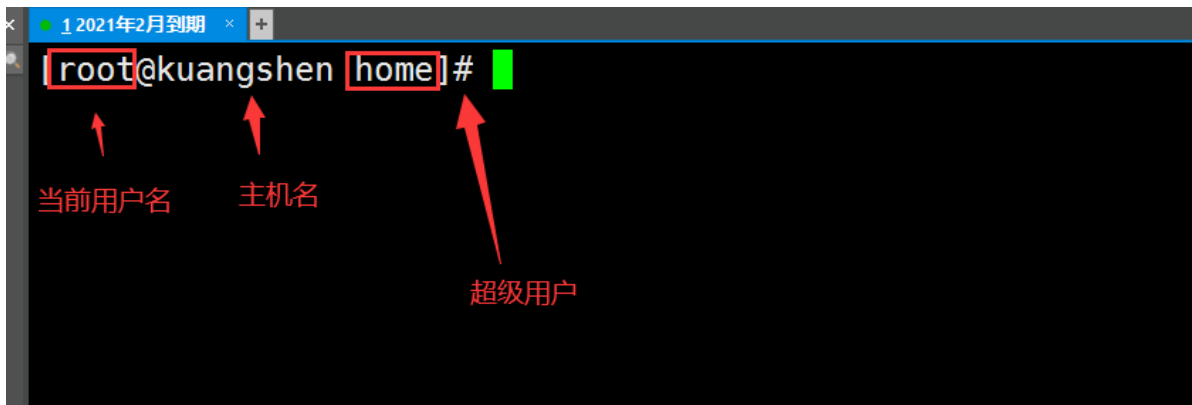 1 2021年2月到期 × +
[root@kuangshen home]#
当前用户名
主机名
超级用户